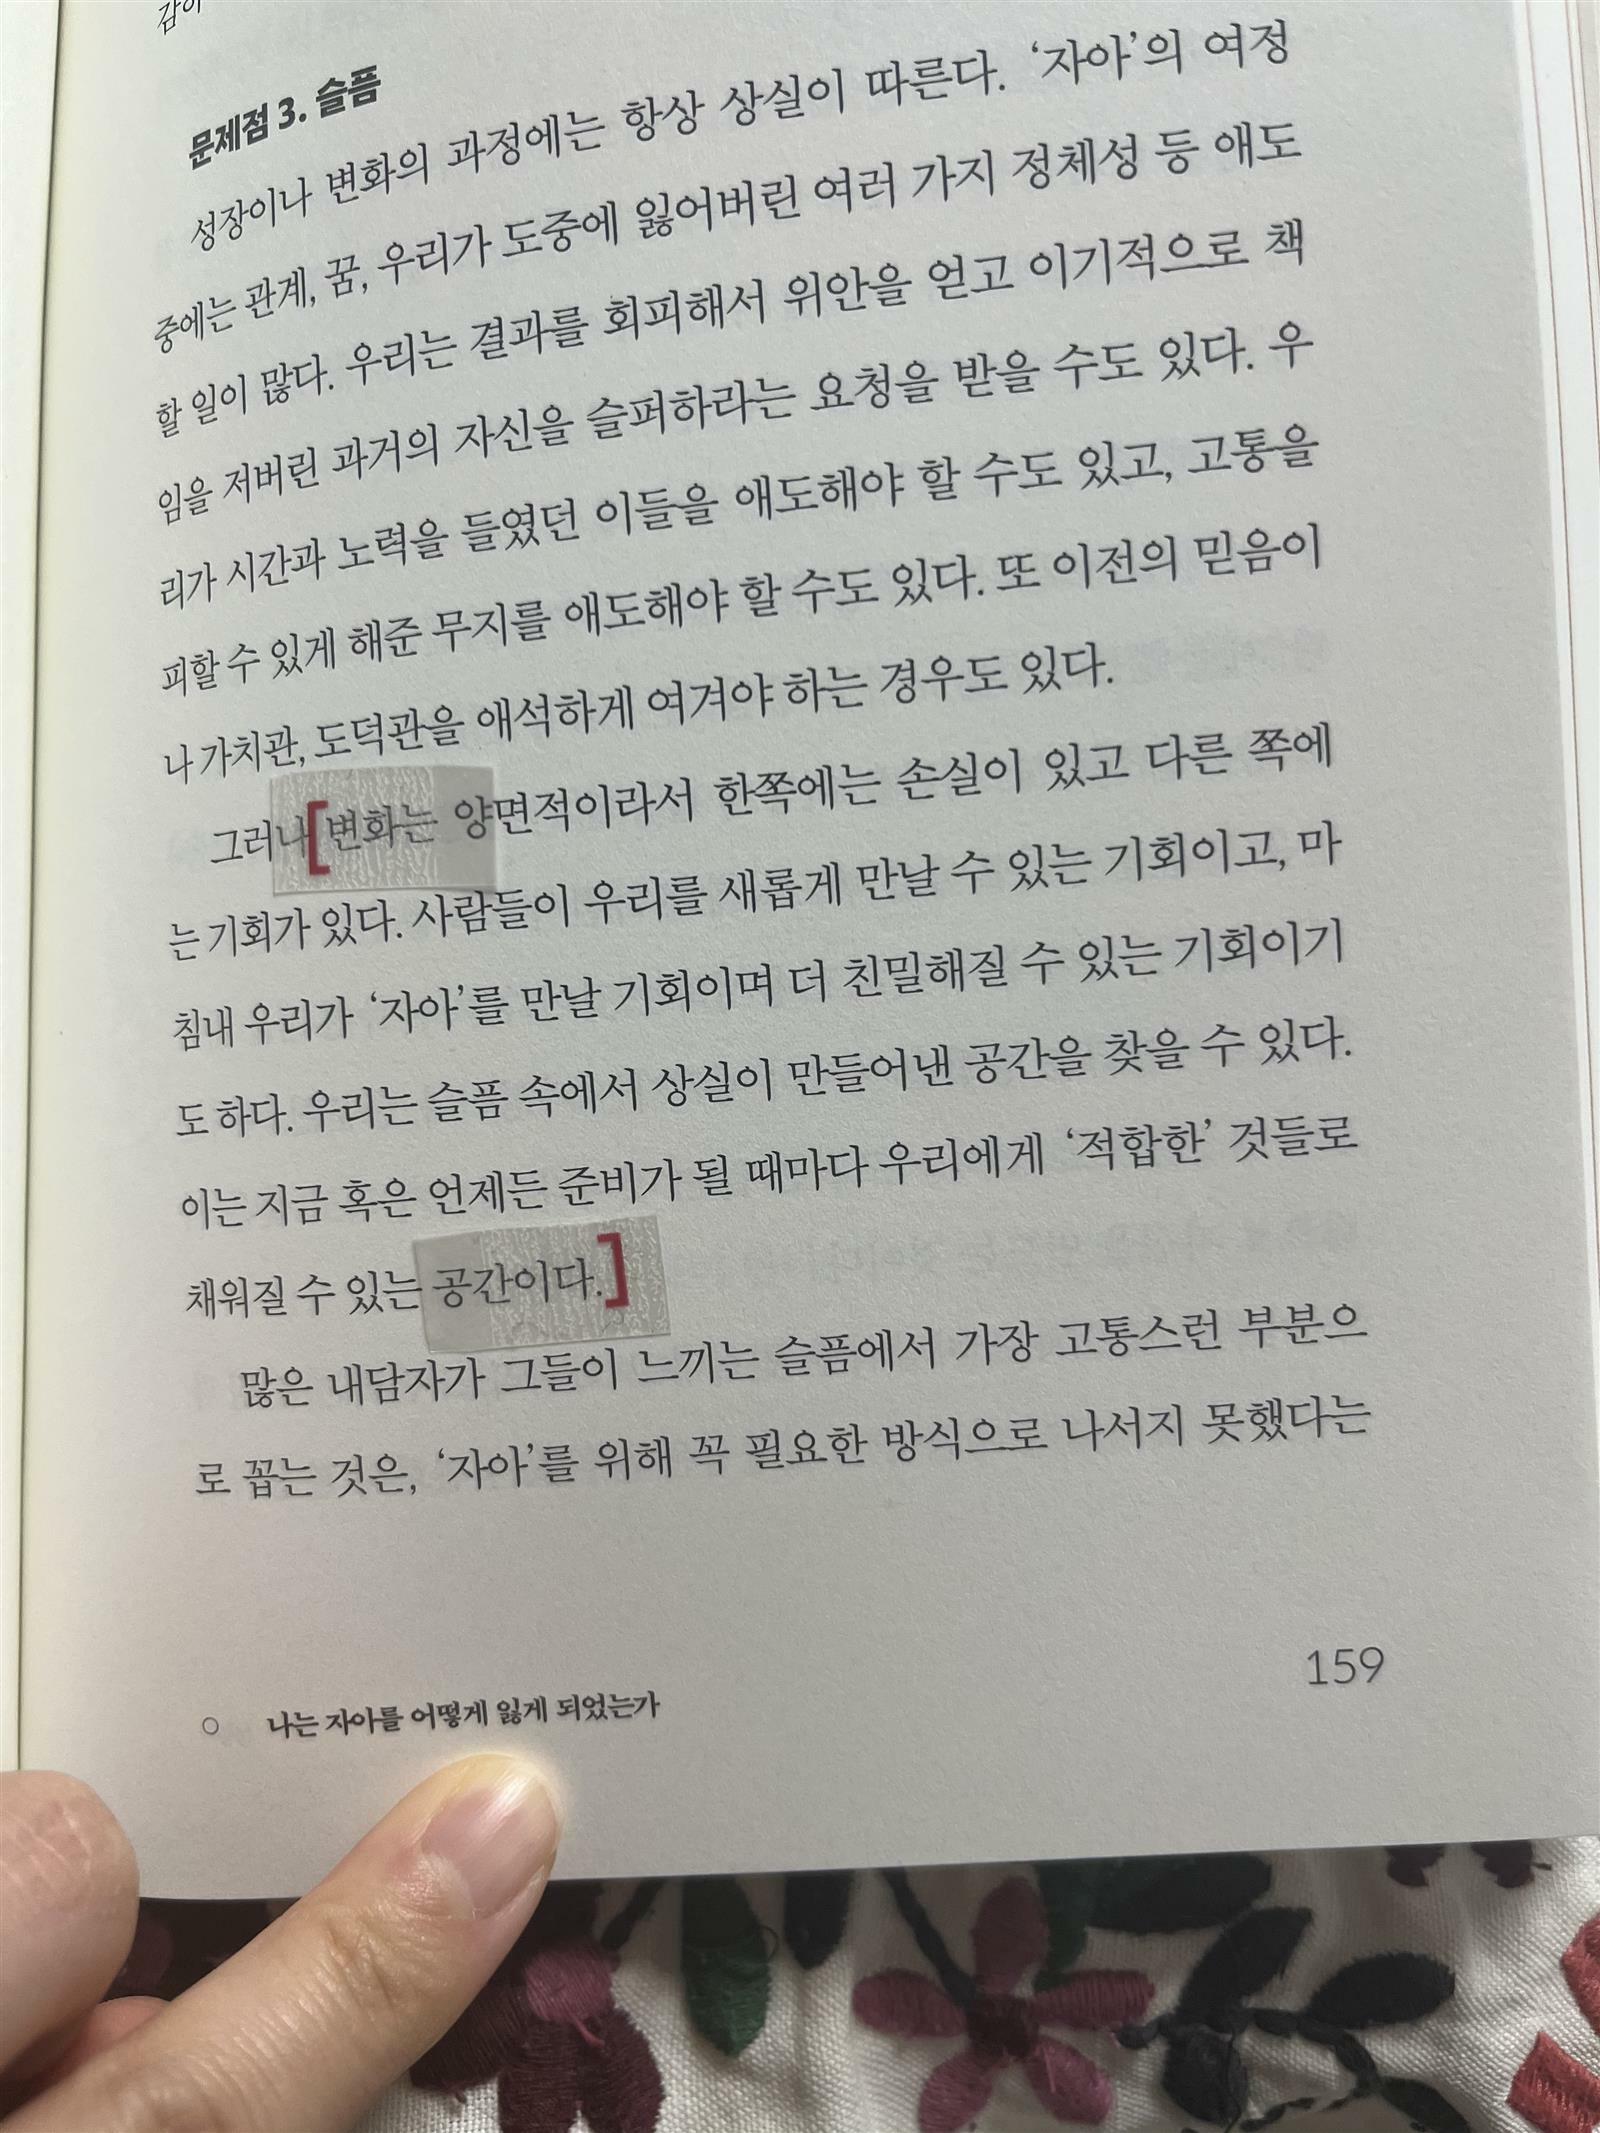 문제점 3. 슬픔
성장이나 변화의 과정에는 항상 상실이 따른다. ‘자아’의 여정
중에는 관계, 꿈, 우리가 도중에 잃어버린 여러 가지 정체성 등 애도
할 일이 많다. 우리는 결과를 회피해서 위안을 얻고 이기적으로 책
임을 저버린 과거의 자신을 슬퍼하라는 요청을 받을 수도 있다. 우
리가 시간과 노력을 들였던 이들을 애도해야 할 수도 있고, 고통을
피할 수 있게 해준 무지를 애도해야 할 수도 있다. 또 이전의 믿음이
나 가치관, 도덕관을 애석하게 여겨야 하는 경우도 있다.
그러나 [변화는 양면적이라서 한쪽에는 손실이 있고 다른 쪽에
는 기회가 있다. 사람들이 우리를 새롭게 만날 수 있는 기회이고, 마
침내 우리가 ‘자아’를 만날 기회이며 더 친밀해질 수 있는 기회이기
도 하다. 우리는 슬픔 속에서 상실이 만들어낸 공간을 찾을 수 있다.
이는 지금 혹은 언제든 준비가 될 때마다 우리에게 ‘적합한’ 것들로
채워질 수 있는 공간이다.]
많은 내담자가 그들이 느끼는 슬픔에서 가장 고통스런 부분으
로 꼽는 것은, ‘자아’를 위해 꼭 필요한 방식으로 나서지 못했다는
159
○ 나는 자아를 어떻게 잃게 되었는가